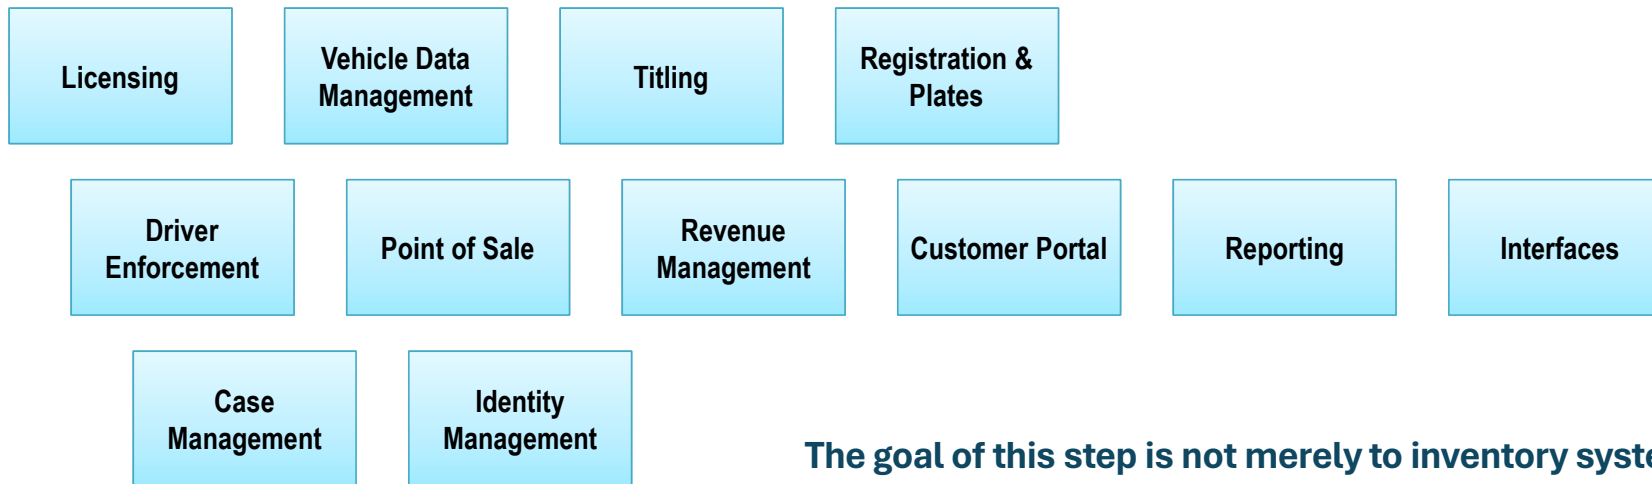 Licensing
Vehicle Data
Management
Titling
Registration &
Plates
Driver
Enforcement
Point of Sale
Revenue
Management
Customer Portal
Reporting
Interfaces
Case
Management
Identity
Management
The goal of this step is not merely to inventory